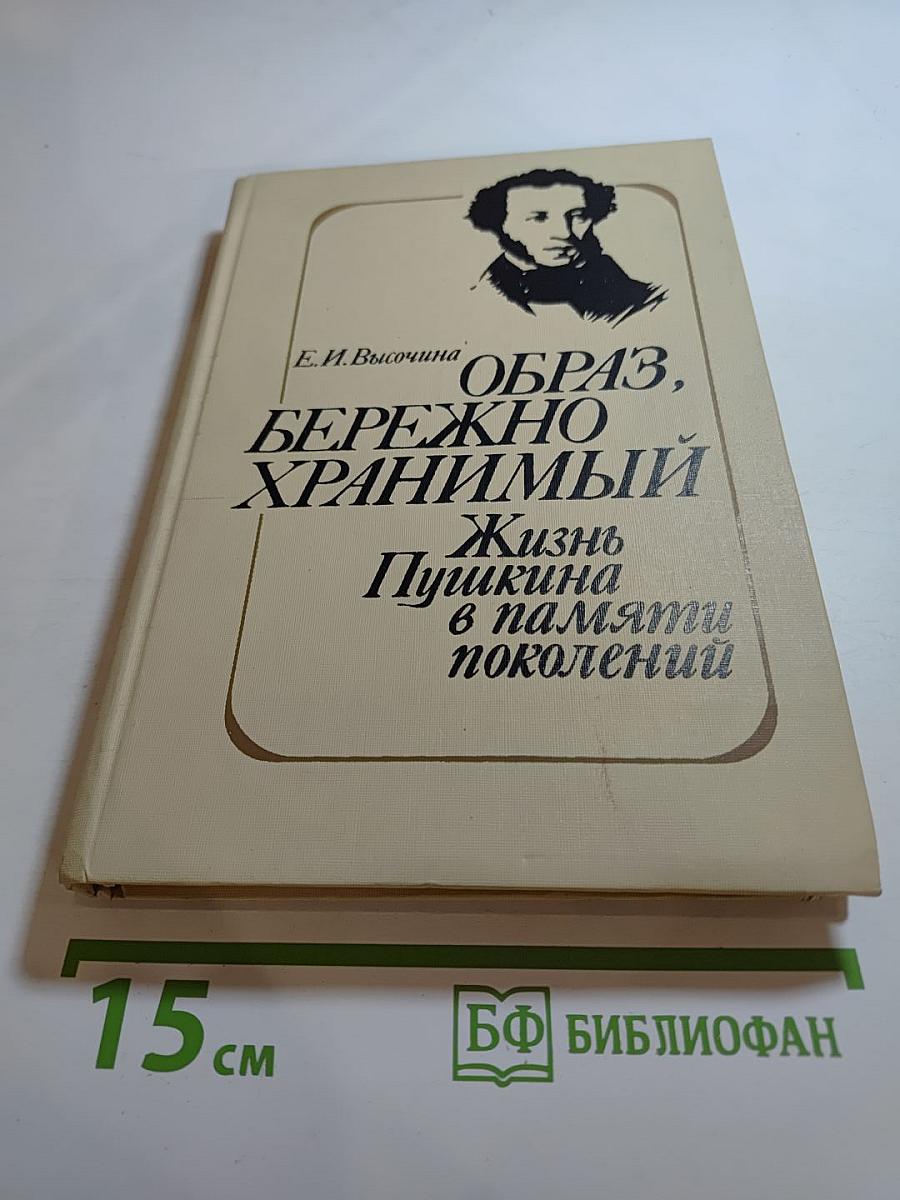 Е.И.Высочина
ОБРАЗ,
БЕРЕЖНО
ХРАНИМЫЙ
Жизнь
Пушкина
в памяти
поколений
15 см
БФ БИБЛИОФАН